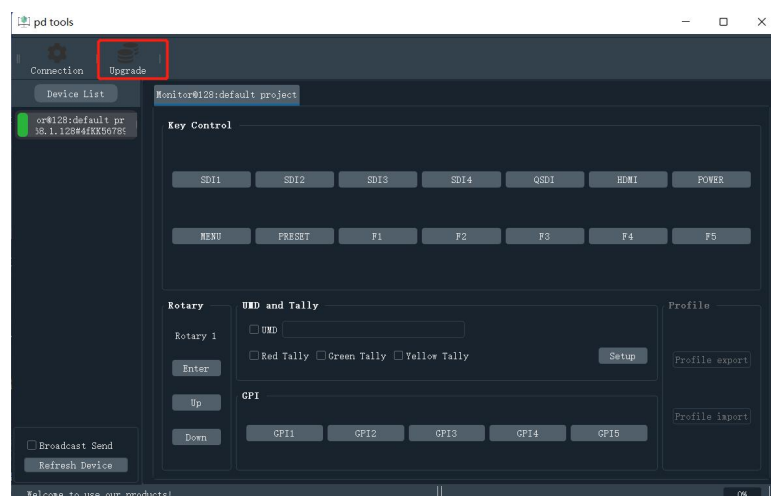 pd tools
Connection Upgrade
Device List
Monitor@128:default project
or@128:default pr
58.1.128#4fKK56789
Key Control
SDI1 SDI2 SDI3 SDI4 QSDI HDMI POWER
MENU PRESET F1 F2 F3 F4 F5
Rotary
UMD and Tally
Profile
Rotary 1
UMD
Red Tally Green Tally Yellow Tally
Setup
Enter
Up
Down
Profile export
Profile import
GPI
GPI1 GPI2 GPI3 GPI4 GPI5
Broadcast Send
Refresh Device
Welcome to use our products!
0%